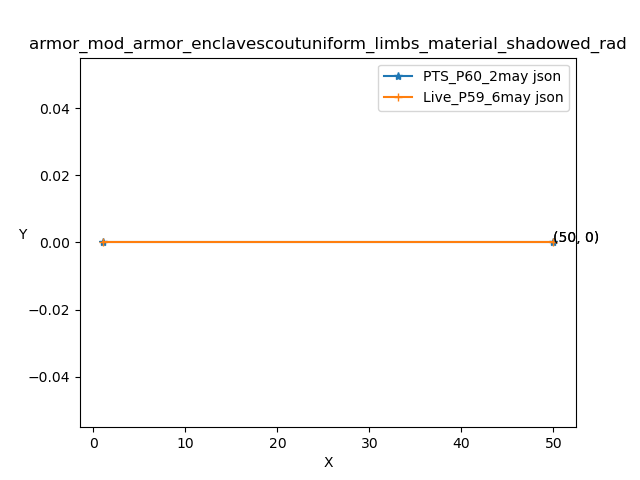 armor_mod_armor_enclavescoutuniform_limbs_material_shadowed_rad
PTS_P60_2may json
Live_P59_6may json
0.04
0.02
0.00
−0.02
−0.04
Y
(50, 0)
0 10 20 30 40 50
X